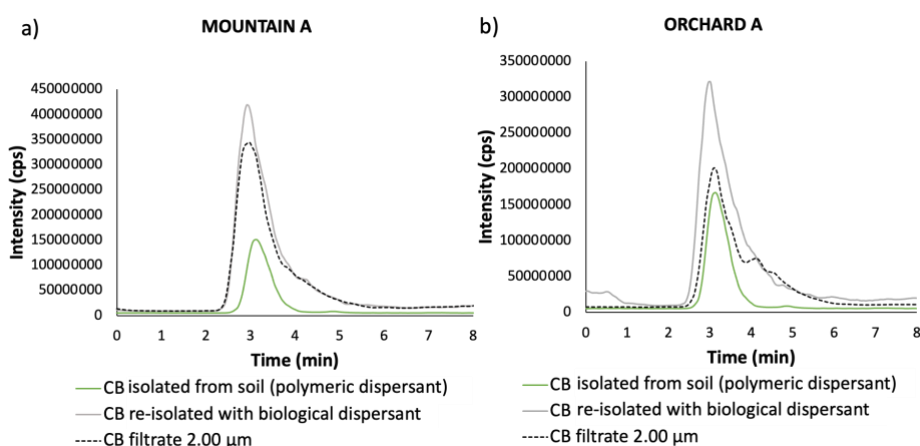 a)
MOUNTAIN A
Intensity (cps)
450000000
400000000
350000000
300000000
250000000
200000000
150000000
100000000
50000000
0
0 1 2 3 4 5 6 7 8
Time (min)
CB isolated from soil (polymeric dispersant)
CB re-isolated with biological dispersant
CB filtrate 2.00 μm
b)
ORCHARD A
Intensity (cps)
350000000
300000000
250000000
200000000
150000000
100000000
50000000
0
0 1 2 3 4 5 6 7 8
Time (min)
CB isolated from soil (polymeric dispersant)
CB re-isolated with biological dispersant
CB filtrate 2.00 μm